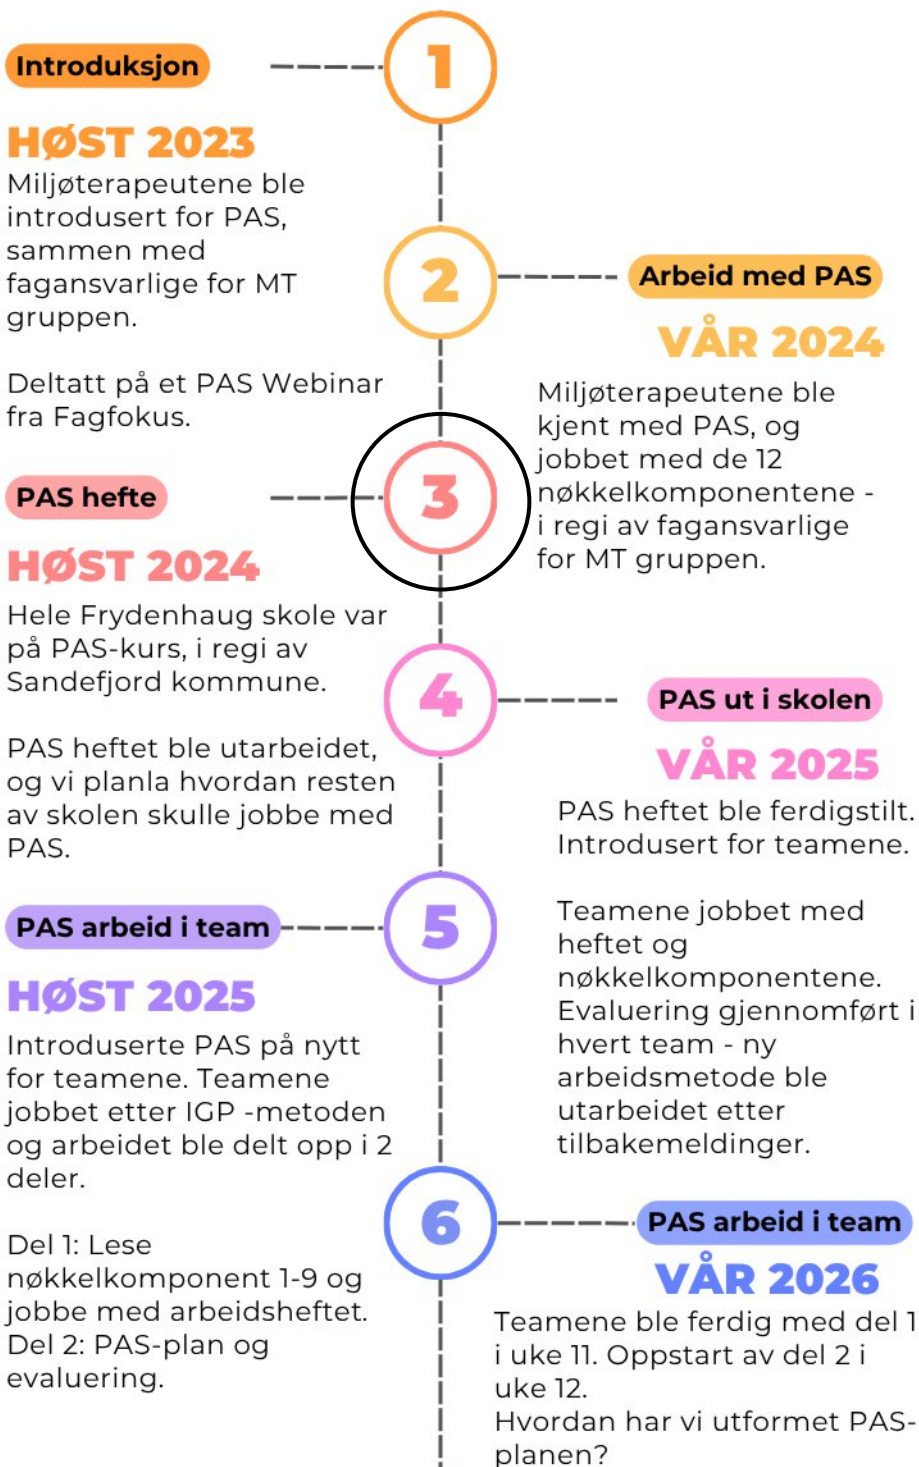 1
Introduksjon
HØST 2023
Miljøterapeutene ble
introdusert for PAS,
sammen med
fagansvarlige for MT
gruppen.
Deltatt på et PAS Webinar
fra Fagfokus.
2
Arbeid med PAS
VÅR 2024
Miljøterapeutene ble
kjent med PAS, og
jobbet med de 12
nøkkelkomponentene -
i regi av fagansvarlige
for MT gruppen.
3
PAS hefte
HØST 2024
Hele Frydenhaug skole var
på PAS-kurs, i regi av
Sandefjord kommune.
PAS heftet ble utarbeidet,
og vi planla hvordan resten
av skolen skulle jobbe med
PAS.
4
PAS ut i skolen
VÅR 2025
PAS heftet ble ferdigstilt.
Introdusert for teamene.
Teamene jobbet med
heftet og
nøkkelkomponentene.
Evaluering gjennomført i
hvert team - ny
arbeidsmetode ble
utarbeidet etter
tilbakemeldinger.
5
PAS arbeid i team
HØST 2025
Introduserte PAS på nytt
for teamene. Teamene
jobbet etter IGP -metoden
og arbeidet ble delt opp i 2
deler.
Del 1: Lese
nøkkelkomponent 1-9 og
jobbe med arbeidsheftet.
Del 2: PAS-plan og
evaluering.
6
PAS arbeid i team
VÅR 2026
Teamene ble ferdig med del 1
i uke 11. Oppstart av del 2 i
uke 12.
Hvordan har vi utformet PAS-
planen?